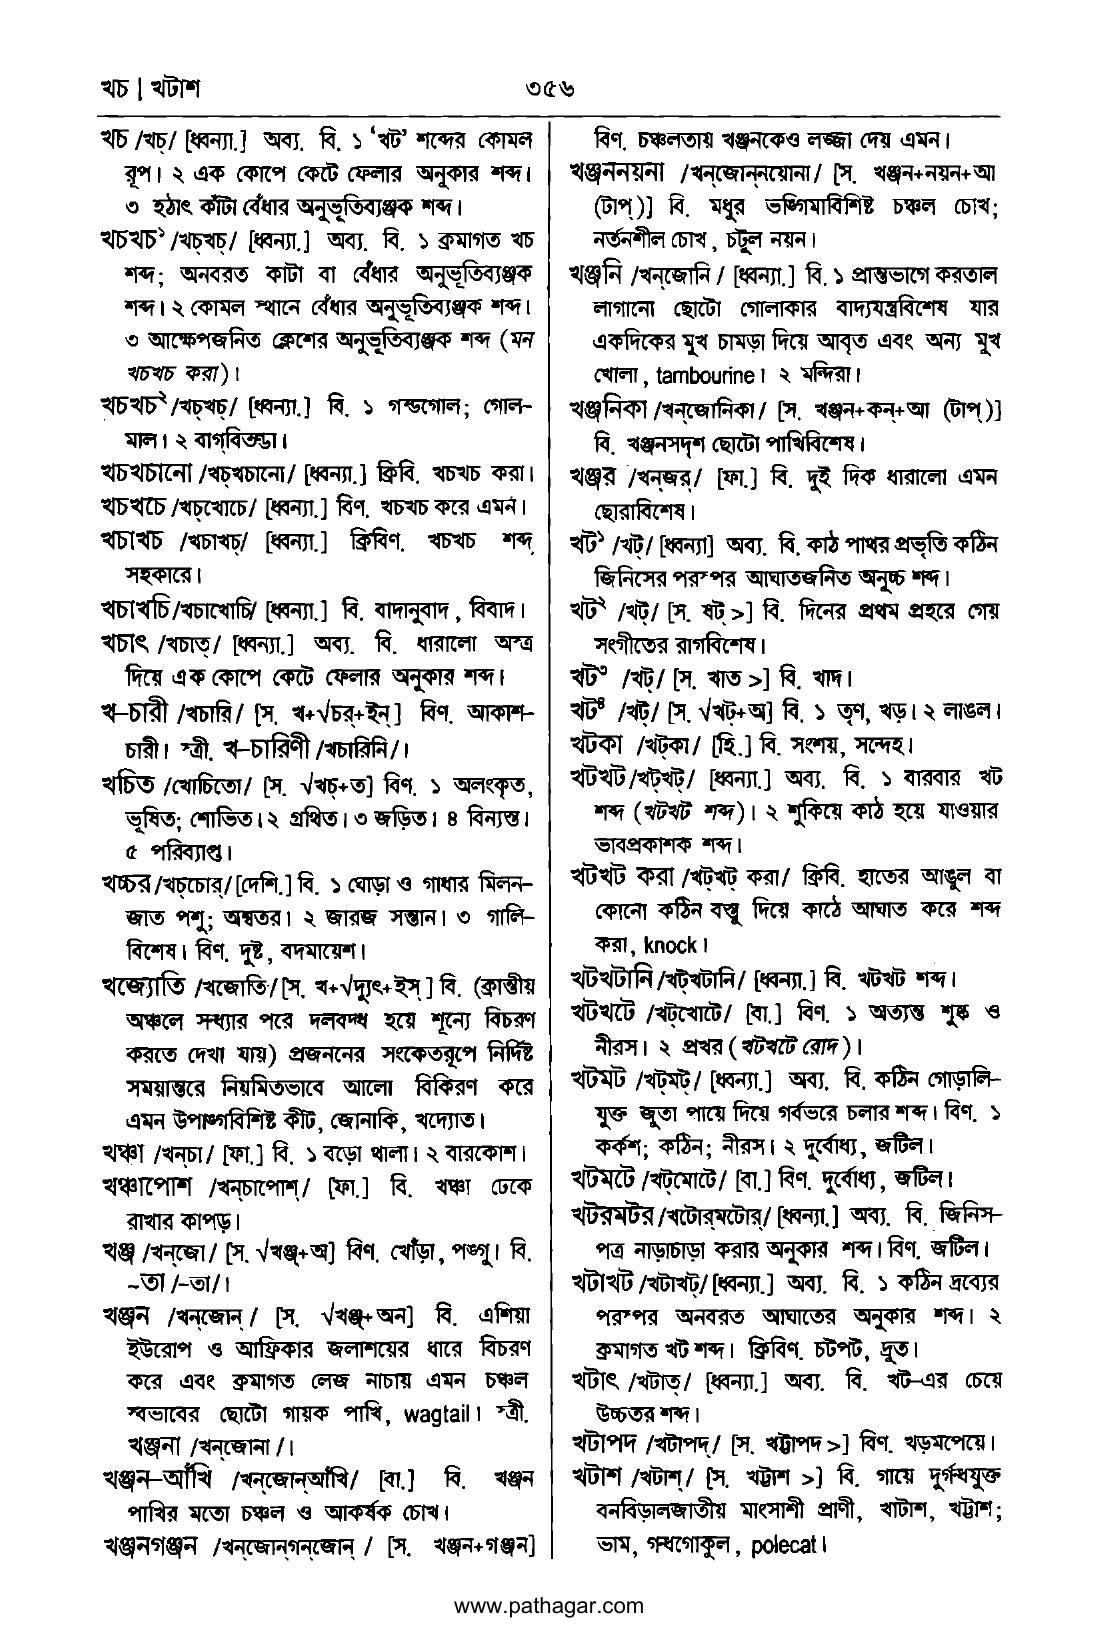 খচ | খটাশ
৩৫৬
খচ /খচ্/ [ধ্বন্যা.] অব্য. বি. ১ ‘খট’ শব্দের কোমল
রূপ। ২ এক কোপে কেটে ফেলার অনুকার শব্দ।
৩ হঠাৎ কাঁটা বেঁধার অনুভূতিব্যঞ্জক শব্দ।
খচখচ১ /খচ্‌খচ্/ [ধ্বন্যা.] অব্য. বি. ১ ক্রমাগত খচ
শব্দ; অনবরত কাটা বা বেঁধার অনুভূতিব্যঞ্জক
শব্দ। ২ কোমল স্থানে বেঁধার অনুভূতিব্যঞ্জক শব্দ।
৩ আক্ষেপজনিত ক্লেশের অনুভূতিব্যঞ্জক শব্দ (মন
খচখচ করা)।
খচখচ২ /খচ্‌খচ্/ [ধ্বন্যা.] বি. ১ গন্ডগোল; গোল-
মাল। ২ বাগ্‌বিতন্ডা।
খচখচানো /খচ্‌খচানো/ [ধ্বন্যা.] ক্রিবি. খচখচ করা।
খচখচে /খচ্‌খোচে/ [ধ্বন্যা.] বিণ. খচখচ করে এমন।
খচাখচ /খচাখচ্/ [ধ্বন্যা.] ক্রিবিণ. খচখচ শব্দ
সহকারে।
খচাখচি /খচাখোচি/ [ধ্বন্যা.] বি. বাদানুবাদ, বিবাদ।
খচাৎ /খচাত্/ [ধ্বন্যা.] অব্য. বি. ধারালো অস্ত্র
দিয়ে এক কোপে কেটে ফেলার অনুকার শব্দ।
খ-চারী /খচারি/ [স. খ+√চর্+ইন্] বিণ. আকাশ-
চারী। স্ত্রী. খ-চারিণী /খচারিনি/।
খচিত /খোচিতো/ [স. √খচ্+ত] বিণ. ১ অলংকৃত,
ভূষিত; শোভিত। ২ গ্রথিত। ৩ জড়িত। ৪ বিন্যস্ত।
৫ পরিব্যাপ্ত।
খচ্চর /খচ্‌চোর্/ [দেশি.] বি. ১ ঘোড়া ও গাধার মিলন-
জাত পশু; অশ্বতর। ২ জারজ সন্তান। ৩ গালি-
বিশেষ। বিণ. দুষ্ট, বদমায়েশ।
খজ্যোতি /খজোতি/ [স. খ+√দ্যুৎ+ইস্] বি. (ক্রান্তীয়
অঞ্চলে সন্ধ্যার পরে দলবদ্ধ হয়ে শূন্যে বিচরণ
করতে দেখা যায়) প্রজননের সংকেতরূপে নির্দিষ্ট
সময়ান্তরে নিয়মিতভাবে আলো বিকিরণ করে
এমন উপাঙ্গবিশিষ্ট কীট, জোনাকি, খদ্যোত।
খঞ্চা /খন্‌চা/ [ফা.] বি. ১ বড়ো থালা। ২ বারকোশ।
খঞ্চাপোশ /খন্‌চাপোশ্/ [ফা.] বি. খঞ্চা ঢেকে
রাখার কাপড়।
খঞ্জ /খন্‌জো/ [স. √খঞ্জ্+অ] বিণ. খোঁড়া, পঙ্গু। বি.
~তা /-তা/।
খঞ্জন /খন্‌জোন্ / [স. √খঞ্জ্+অন] বি. এশিয়া
ইউরোপ ও আফ্রিকার জলাশয়ের ধারে বিচরণ
করে এবং ক্রমাগত লেজ নাচায় এমন চঞ্চল
স্বভাবের ছোটো গায়ক পাখি, wagtail। স্ত্রী.
খঞ্জনা /খন্‌জোনা /।
খঞ্জন-আঁখি /খন্‌জোন্‌আঁখি/ [বা.] বি. খঞ্জন
পাখির মতো চঞ্চল ও আকর্ষক চোখ।
খঞ্জনগঞ্জন /খন্‌জোন্‌গন্‌জোন্ / [স. খঞ্জন+গঞ্জন]
বিণ. চঞ্চলতায় খঞ্জনকেও লজ্জা দেয় এমন।
খঞ্জননয়না /খন্‌জোন্‌নয়োনা/ [স. খঞ্জন+নয়ন+আ
(টাপ্)] বি. মধুর ভঙ্গিমাবিশিষ্ট চঞ্চল চোখ;
নর্তনশীল চোখ, চটুল নয়ন।
খঞ্জনি /খন্‌জোনি / [ধ্বন্যা.] বি. ১ প্রান্তভাগে করতাল
লাগানো ছোটো গোলাকার বাদ্যযন্ত্রবিশেষ যার
একদিকের মুখ চামড়া দিয়ে আবৃত এবং অন্য মুখ
খোলা, tambourine। ২ মন্দিরা।
খঞ্জনিকা /খন্‌জোনিকা/ [স. খঞ্জন+কন্+আ (টাপ্)]
বি. খঞ্জনসদৃশ ছোটো পাখিবিশেষ।
খঞ্জর /খন্‌জর্/ [ফা.] বি. দুই দিক ধারালো এমন
ছোরাবিশেষ।
খট১ /খট্/ [ধ্বন্যা] অব্য. বি. কাঠ পাথর প্রভৃতি কঠিন
জিনিসের পরস্পর আঘাতজনিত অনুচ্চ শব্দ।
খট২ /খট্/ [স. ষট্ >] বি. দিনের প্রথম প্রহরে গেয়
সংগীতের রাগবিশেষ।
খট৩ /খট্/ [স. খাত >] বি. খাদ।
খট৪ /খট্/ [স. √খট্+অ] বি. ১ তৃণ, খড়। ২ লাঙল।
খটকা /খট্‌কা/ [হি.] বি. সংশয়, সন্দেহ।
খটখট /খট্‌খট্/ [ধ্বন্যা.] অব্য. বি. ১ বারবার খট
শব্দ (খটখট শব্দ)। ২ শুকিয়ে কাঠ হয়ে যাওয়ার
ভাবপ্রকাশক শব্দ।
খটখট করা /খট্‌খট্ করা/ ক্রিবি. হাতের আঙুল বা
কোনো কঠিন বস্তু দিয়ে কাঠে আঘাত করে শব্দ
করা, knock।
খটখটানি /খট্‌খটানি/ [ধ্বন্যা.] বি. খটখট শব্দ।
খটখটে /খট্‌খোটে/ [বা.] বিণ. ১ অত্যন্ত শুষ্ক ও
নীরস। ২ প্রখর (খটখটে রোদ)।
খটমট /খট্‌মট্/ [ধ্বন্যা.] অব্য. বি. কঠিন গোড়ালি-
যুক্ত জুতা পায়ে দিয়ে গর্বভরে চলার শব্দ। বিণ. ১
কর্কশ; কঠিন; নীরস। ২ দুর্বোধ্য, জটিল।
খটমটে /খট্‌মোটে/ [বা.] বিণ. দুর্বোধ্য, জটিল।
খটরমটর /খটোর্‌মটোর্/ [ধ্বন্যা.] অব্য. বি. জিনিস-
পত্র নাড়াচাড়া করার অনুকার শব্দ। বিণ. জটিল।
খটাখট /খটাখট্/ [ধ্বন্যা.] অব্য. বি. ১ কঠিন দ্রব্যের
পরস্পর অনবরত আঘাতের অনুকার শব্দ। ২
ক্রমাগত খট শব্দ। ক্রিবিণ. চটপট, দ্রুত।
খটাৎ /খটাত্/ [ধ্বন্যা.] অব্য. বি. খট-এর চেয়ে
উচ্চতর শব্দ।
খটাপদ /খটাপদ্/ [স. খট্টাপদ >] বিণ. খড়মপেয়ে।
খটাশ /খটাশ্/ [স. খট্টাশ >] বি. গায়ে দুর্গন্ধযুক্ত
বনবিড়ালজাতীয় মাংসাশী প্রাণী, খাটাশ, খট্টাশ;
ভাম, গন্ধগোকুল, polecat।
www.pathagar.com